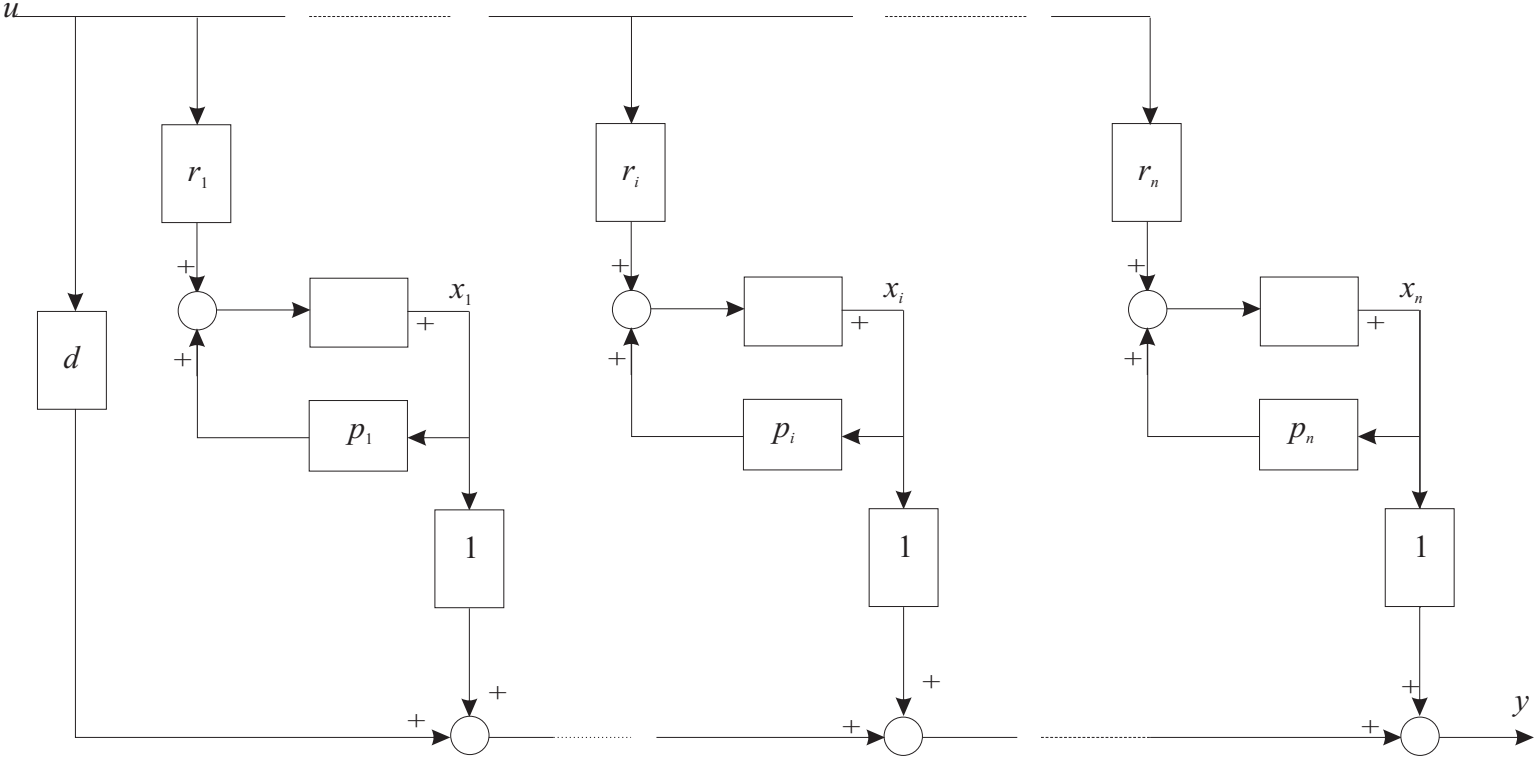 u
r₁ rᵢ rₙ
+ + +
x₁ xᵢ xₙ
+ + +
d
+ + +
p₁ pᵢ pₙ
1 1 1
+ + +
+ + +
y